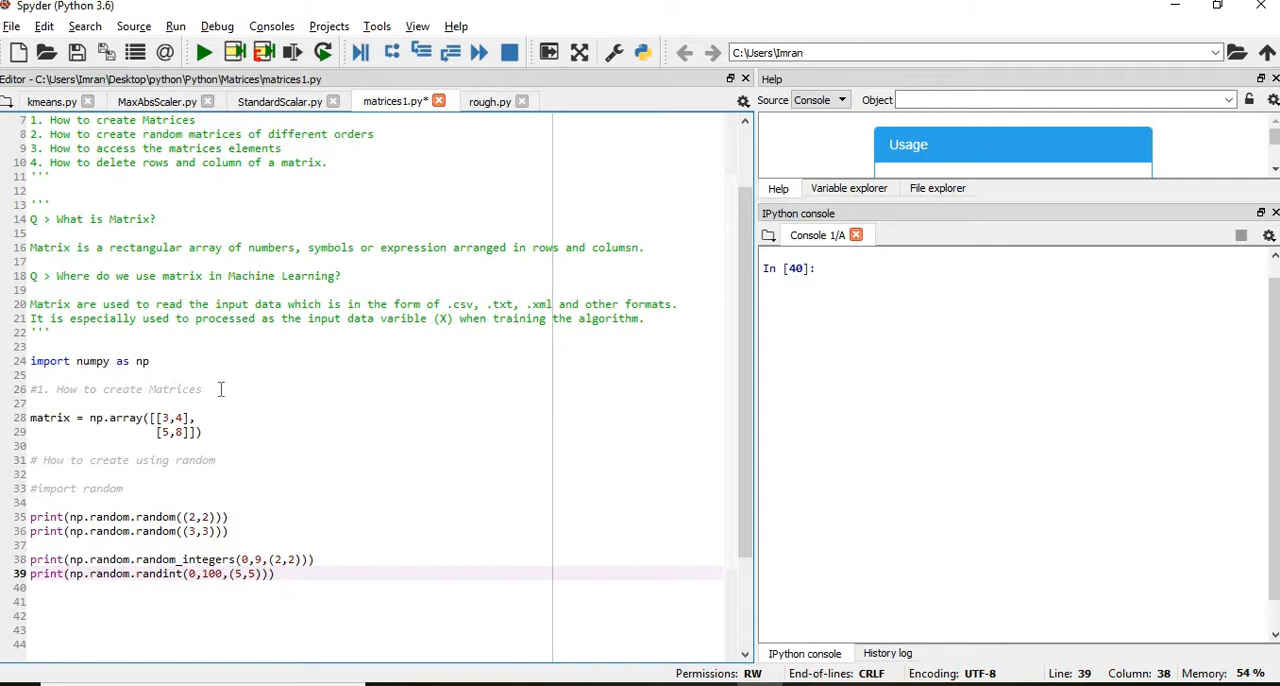 Spyder (Python 3.6)
File Edit Search Source Run Debug Consoles Projects Tools View Help
C:\Users\Imran
Editor - C:\Users\Imran\Desktop\python\Python\Matrices\matrices1.py
Help
kmeans.py MaxAbsScaler.py StandardScalar.py matrices1.py* rough.py
Source Console Object
7 1. How to create Matrices
8 2. How to create random matrices of different orders
9 3. How to access the matrices elements
10 4. How to delete rows and column of a matrix.
11 '''
12
13 '''
14 Q > What is Matrix?
15
16 Matrix is a rectangular array of numbers, symbols or expression arranged in rows and columsn.
17
18 Q > Where do we use matrix in Machine Learning?
19
20 Matrix are used to read the input data which is in the form of .csv, .txt, .xml and other formats.
21 It is especially used to processed as the input data varible (X) when training the algorithm.
22 '''
23
24 import numpy as np
25
26 #1. How to create Matrices
27
28 matrix = np.array([[3,4],
29 [5,8]])
30
31 # How to create using random
32
33 #import random
34
35 print(np.random.random((2,2)))
36 print(np.random.random((3,3)))
37
38 print(np.random.random_integers(0,9,(2,2)))
39 print(np.random.randint(0,100,(5,5)))
40
41
42
43
44
Usage
Help Variable explorer File explorer
IPython console
Console 1/A
In [40]:
IPython console History log
Permissions: RW End-of-lines: CRLF Encoding: UTF-8 Line: 39 Column: 38 Memory: 54 %